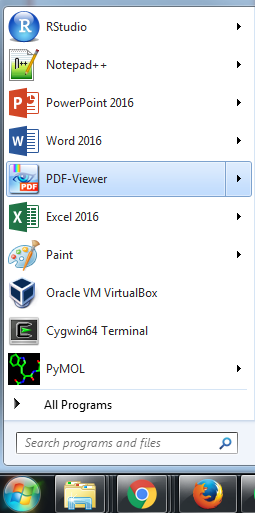 RStudio
Notepad++
PowerPoint 2016
Word 2016
PDF-Viewer
Excel 2016
Paint
Oracle VM VirtualBox
Cygwin64 Terminal
PyMOL
All Programs
Search programs and files